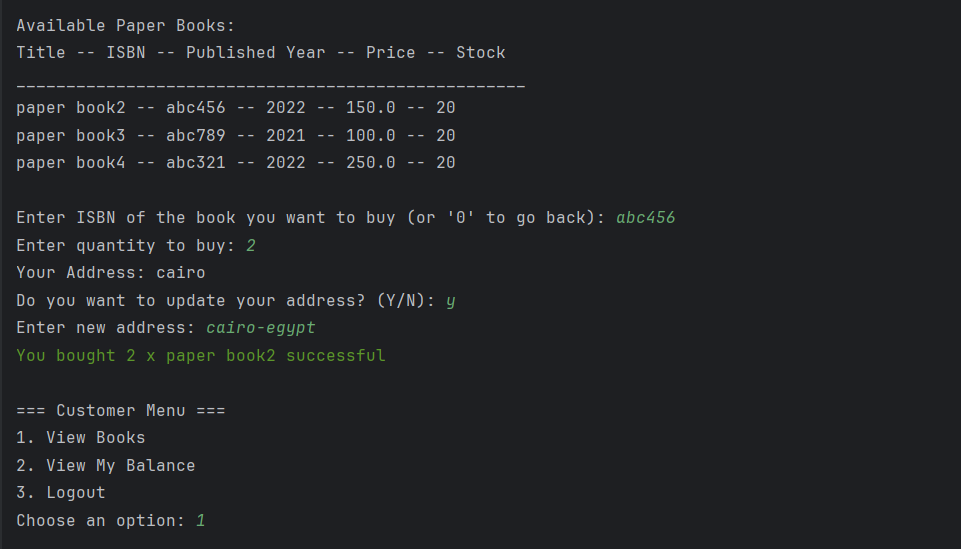 Available Paper Books:
Title -- ISBN -- Published Year -- Price -- Stock
___________________________________________________
paper book2 -- abc456 -- 2022 -- 150.0 -- 20
paper book3 -- abc789 -- 2021 -- 100.0 -- 20
paper book4 -- abc321 -- 2022 -- 250.0 -- 20
Enter ISBN of the book you want to buy (or '0' to go back): abc456
Enter quantity to buy: 2
Your Address: cairo
Do you want to update your address? (Y/N): y
Enter new address: cairo-egypt
You bought 2 x paper book2 successful
=== Customer Menu ===
1. View Books
2. View My Balance
3. Logout
Choose an option: 1